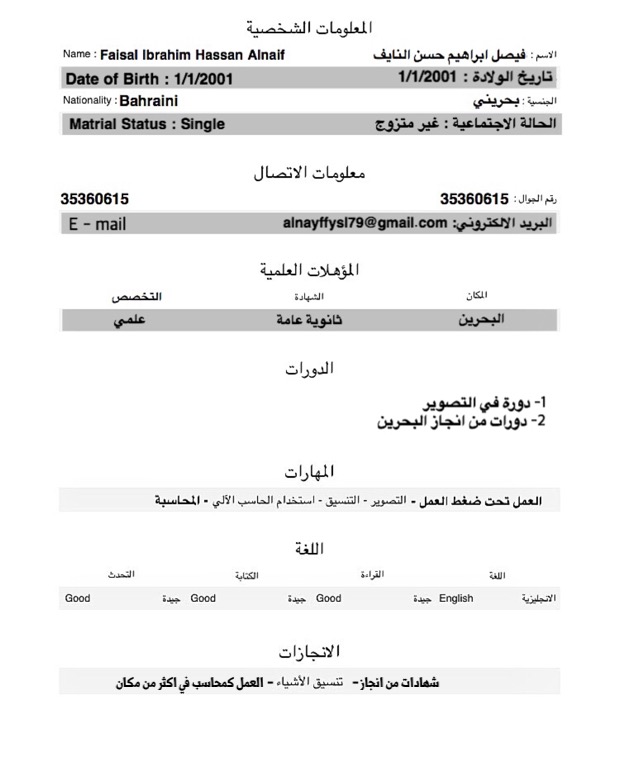 المعلومات الشخصية
Name : Faisal Ibrahim Hassan Alnaif الاسم : فيصل ابراهيم حسن النايف
Date of Birth : 1/1/2001 تاريخ الولادة : 1/1/2001
Nationality : Bahraini الجنسية : بحريني
Matrial Status : Single الحالة الاجتماعية : غير متزوج
معلومات الاتصال
35360615 رقم الجوال : 35360615
E - mail البريد الالكتروني: alnayffysl79@gmail.com
المؤهلات العلمية
المكان الشهادة التخصص
البحرين ثانوية عامة علمي
الدورات
1- دورة في التصوير
2- دورات من انجاز البحرين
المهارات
العمل تحت ضغط العمل - التصوير - التنسيق - استخدام الحاسب الآلي - المحاسبة
اللغة
اللغة القراءة الكتابة التحدث
الانجليزية English جيدة Good جيدة Good جيدة Good
الانجازات
شهادات من انجاز- تنسيق الأشياء - العمل كمحاسب في اكثر من مكان